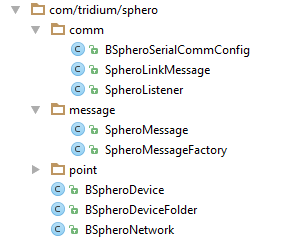 com/tridium/sphero
comm
BSpheroSerialCommConfig
SpheroLinkMessage
SpheroListener
message
SpheroMessage
SpheroMessageFactory
point
BSpheroDevice
BSpheroDeviceFolder
BSpheroNetwork